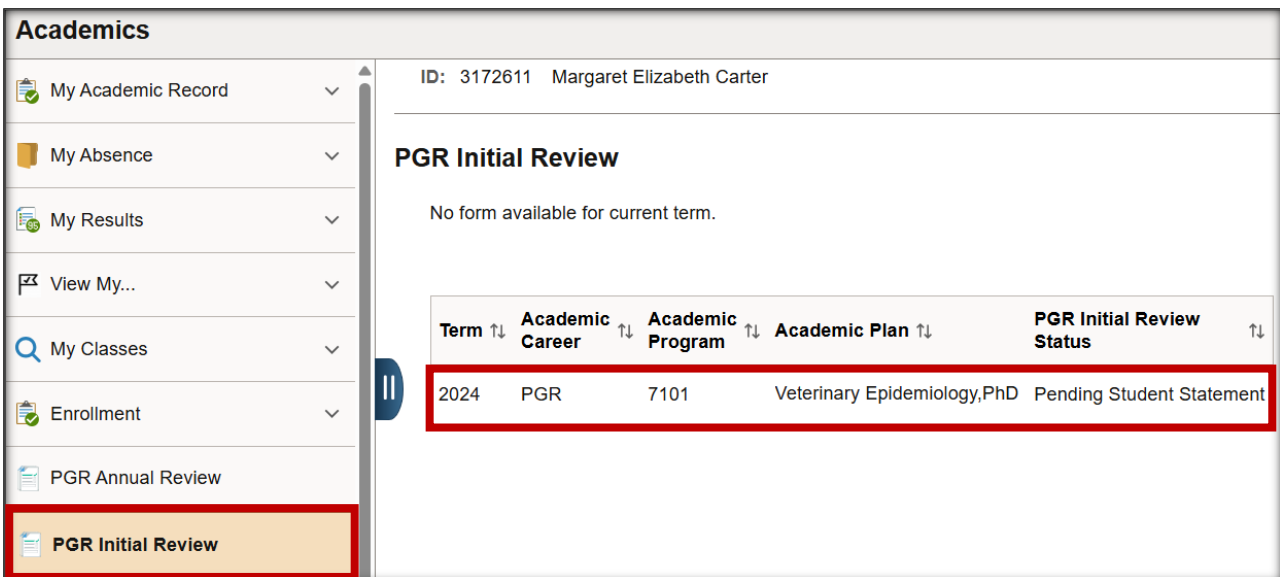 Academics
My Academic Record
My Absence
My Results
View My...
My Classes
Enrollment
PGR Annual Review
PGR Initial Review
ID: 3172611 Margaret Elizabeth Carter
PGR Initial Review
No form available for current term.
Term Academic Career Academic Program Academic Plan PGR Initial Review Status
2024 PGR 7101 Veterinary Epidemiology,PhD Pending Student Statement